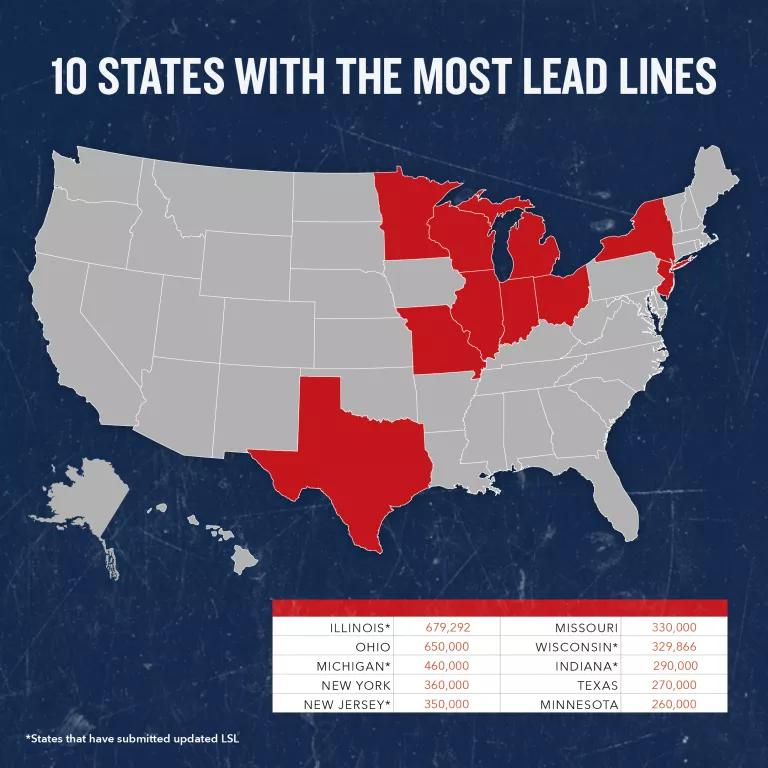 10 STATES WITH THE MOST LEAD LINES
ILLINOIS* 679,292 MISSOURI 330,000
OHIO 650,000 WISCONSIN* 329,866
MICHIGAN* 460,000 INDIANA* 290,000
NEW YORK 360,000 TEXAS 270,000
NEW JERSEY* 350,000 MINNESOTA 260,000
*States that have submitted updated LSL